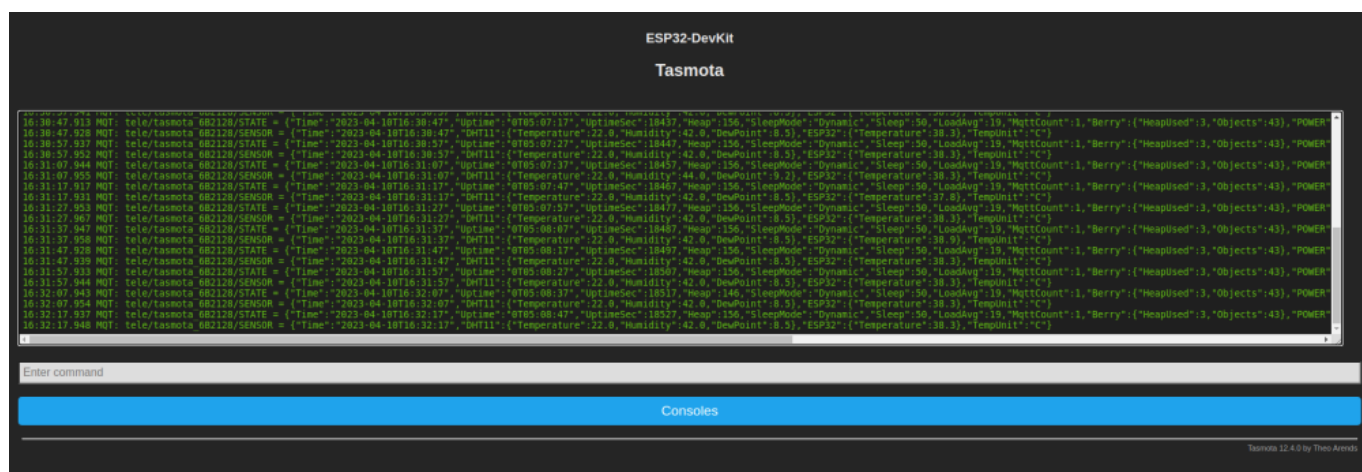 ESP32-DevKit
Tasmota
16:30:47.913 MQT: tele/tasmota_6B2128/STATE = {"Time":"2023-04-10T16:30:47","Uptime":"0T05:07:17","UptimeSec":18437,"Heap":156,"SleepMode":"Dynamic","Sleep":50,"LoadAvg":19,"MqttCount":1,"Berry":{"HeapUsed":3,"Objects":43},"POWER"
16:30:47.928 MQT: tele/tasmota_6B2128/SENSOR = {"Time":"2023-04-10T16:30:47","DHT11":{"Temperature":22.0,"Humidity":42.0,"DewPoint":8.5},"ESP32":{"Temperature":38.3},"TempUnit":"C"}
16:30:57.937 MQT: tele/tasmota_6B2128/STATE = {"Time":"2023-04-10T16:30:57","Uptime":"0T05:07:27","UptimeSec":18447,"Heap":156,"SleepMode":"Dynamic","Sleep":50,"LoadAvg":19,"MqttCount":1,"Berry":{"HeapUsed":3,"Objects":43},"POWER"
16:30:57.952 MQT: tele/tasmota_6B2128/SENSOR = {"Time":"2023-04-10T16:30:57","DHT11":{"Temperature":22.0,"Humidity":42.0,"DewPoint":8.5},"ESP32":{"Temperature":38.3},"TempUnit":"C"}
16:31:07.944 MQT: tele/tasmota_6B2128/STATE = {"Time":"2023-04-10T16:31:07","Uptime":"0T05:07:37","UptimeSec":18457,"Heap":156,"SleepMode":"Dynamic","Sleep":50,"LoadAvg":19,"MqttCount":1,"Berry":{"HeapUsed":3,"Objects":43},"POWER"
16:31:07.955 MQT: tele/tasmota_6B2128/SENSOR = {"Time":"2023-04-10T16:31:07","DHT11":{"Temperature":22.0,"Humidity":44.0,"DewPoint":9.2},"ESP32":{"Temperature":38.3},"TempUnit":"C"}
16:31:17.917 MQT: tele/tasmota_6B2128/STATE = {"Time":"2023-04-10T16:31:17","Uptime":"0T05:07:47","UptimeSec":18467,"Heap":156,"SleepMode":"Dynamic","Sleep":50,"LoadAvg":19,"MqttCount":1,"Berry":{"HeapUsed":3,"Objects":43},"POWER"
16:31:17.931 MQT: tele/tasmota_6B2128/SENSOR = {"Time":"2023-04-10T16:31:17","DHT11":{"Temperature":22.0,"Humidity":42.0,"DewPoint":8.5},"ESP32":{"Temperature":37.8},"TempUnit":"C"}
16:31:27.953 MQT: tele/tasmota_6B2128/STATE = {"Time":"2023-04-10T16:31:27","Uptime":"0T05:07:57","UptimeSec":18477,"Heap":156,"SleepMode":"Dynamic","Sleep":50,"LoadAvg":19,"MqttCount":1,"Berry":{"HeapUsed":3,"Objects":43},"POWER"
16:31:27.967 MQT: tele/tasmota_6B2128/SENSOR = {"Time":"2023-04-10T16:31:27","DHT11":{"Temperature":22.0,"Humidity":42.0,"DewPoint":8.5},"ESP32":{"Temperature":38.3},"TempUnit":"C"}
16:31:37.947 MQT: tele/tasmota_6B2128/STATE = {"Time":"2023-04-10T16:31:37","Uptime":"0T05:08:07","UptimeSec":18487,"Heap":156,"SleepMode":"Dynamic","Sleep":50,"LoadAvg":19,"MqttCount":1,"Berry":{"HeapUsed":3,"Objects":43},"POWER"
16:31:37.958 MQT: tele/tasmota_6B2128/SENSOR = {"Time":"2023-04-10T16:31:37","DHT11":{"Temperature":22.0,"Humidity":42.0,"DewPoint":8.5},"ESP32":{"Temperature":38.9},"TempUnit":"C"}
16:31:47.928 MQT: tele/tasmota_6B2128/STATE = {"Time":"2023-04-10T16:31:47","Uptime":"0T05:08:17","UptimeSec":18497,"Heap":156,"SleepMode":"Dynamic","Sleep":50,"LoadAvg":19,"MqttCount":1,"Berry":{"HeapUsed":3,"Objects":43},"POWER"
16:31:47.939 MQT: tele/tasmota_6B2128/SENSOR = {"Time":"2023-04-10T16:31:47","DHT11":{"Temperature":22.0,"Humidity":42.0,"DewPoint":8.5},"ESP32":{"Temperature":38.3},"TempUnit":"C"}
16:31:57.933 MQT: tele/tasmota_6B2128/STATE = {"Time":"2023-04-10T16:31:57","Uptime":"0T05:08:27","UptimeSec":18507,"Heap":156,"SleepMode":"Dynamic","Sleep":50,"LoadAvg":19,"MqttCount":1,"Berry":{"HeapUsed":3,"Objects":43},"POWER"
16:31:57.944 MQT: tele/tasmota_6B2128/SENSOR = {"Time":"2023-04-10T16:31:57","DHT11":{"Temperature":22.0,"Humidity":42.0,"DewPoint":8.5},"ESP32":{"Temperature":38.3},"TempUnit":"C"}
16:32:07.943 MQT: tele/tasmota_6B2128/STATE = {"Time":"2023-04-10T16:32:07","Uptime":"0T05:08:37","UptimeSec":18517,"Heap":146,"SleepMode":"Dynamic","Sleep":50,"LoadAvg":19,"MqttCount":1,"Berry":{"HeapUsed":3,"Objects":43},"POWER"
16:32:07.954 MQT: tele/tasmota_6B2128/SENSOR = {"Time":"2023-04-10T16:32:07","DHT11":{"Temperature":22.0,"Humidity":42.0,"DewPoint":8.5},"ESP32":{"Temperature":38.3},"TempUnit":"C"}
16:32:17.937 MQT: tele/tasmota_6B2128/STATE = {"Time":"2023-04-10T16:32:17","Uptime":"0T05:08:47","UptimeSec":18527,"Heap":156,"SleepMode":"Dynamic","Sleep":50,"LoadAvg":19,"MqttCount":1,"Berry":{"HeapUsed":3,"Objects":43},"POWER"
16:32:17.948 MQT: tele/tasmota_6B2128/SENSOR = {"Time":"2023-04-10T16:32:17","DHT11":{"Temperature":22.0,"Humidity":42.0,"DewPoint":8.5},"ESP32":{"Temperature":38.3},"TempUnit":"C"}
Enter command
Consoles
Tasmota 12.4.0 by Theo Arends